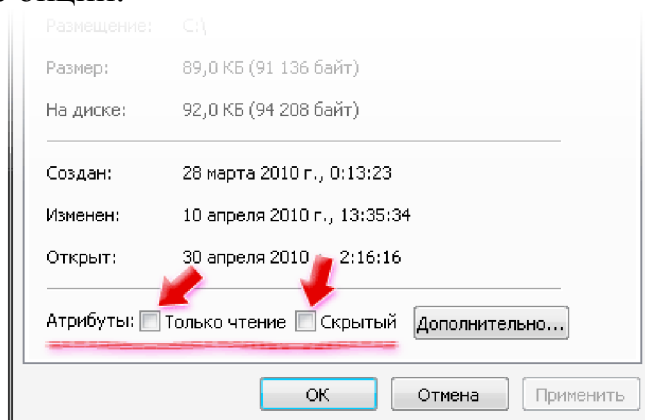 опции.
Размещение: C:\
Размер: 89,0 КБ (91 136 байт)
На диске: 92,0 КБ (94 208 байт)
Создан: 28 марта 2010 г., 0:13:23
Изменен: 10 апреля 2010 г., 13:35:34
Открыт: 30 апреля 2010 2:16:16
Атрибуты: Только чтение Скрытый Дополнительно...
ОК Отмена Применить